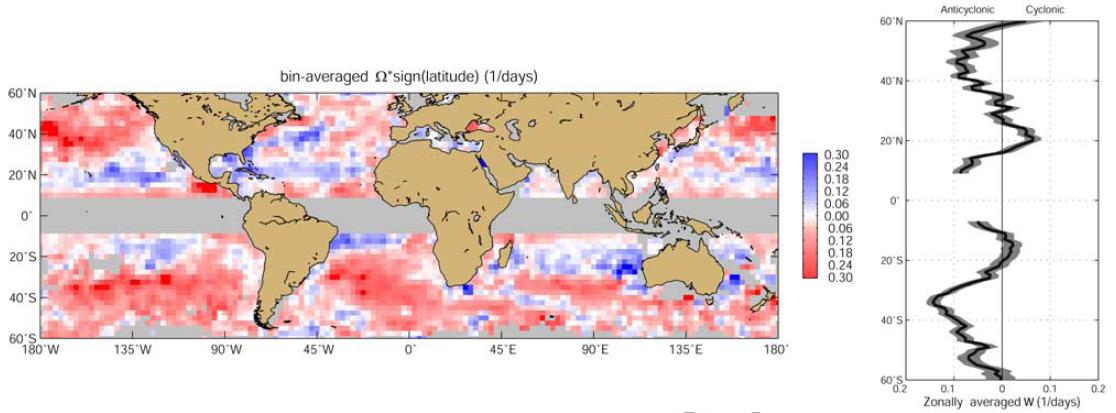 bin-averaged Ω*sign(latitude) (1/days)
60˚N
40˚N
20˚N
0˚
20˚S
40˚S
60˚S
180˚W 135˚W 90˚W 45˚W 0˚ 45˚E 90˚E 135˚E 180˚
0.30
0.24
0.18
0.12
0.06
0.00
0.06
0.12
0.18
0.24
0.30
Anticyclonic Cyclonic
60˚N
40˚N
20˚N
0˚
20˚S
40˚S
60˚S
0.2 0.1 0 0.1 0.2
Zonally averaged W (1/days)